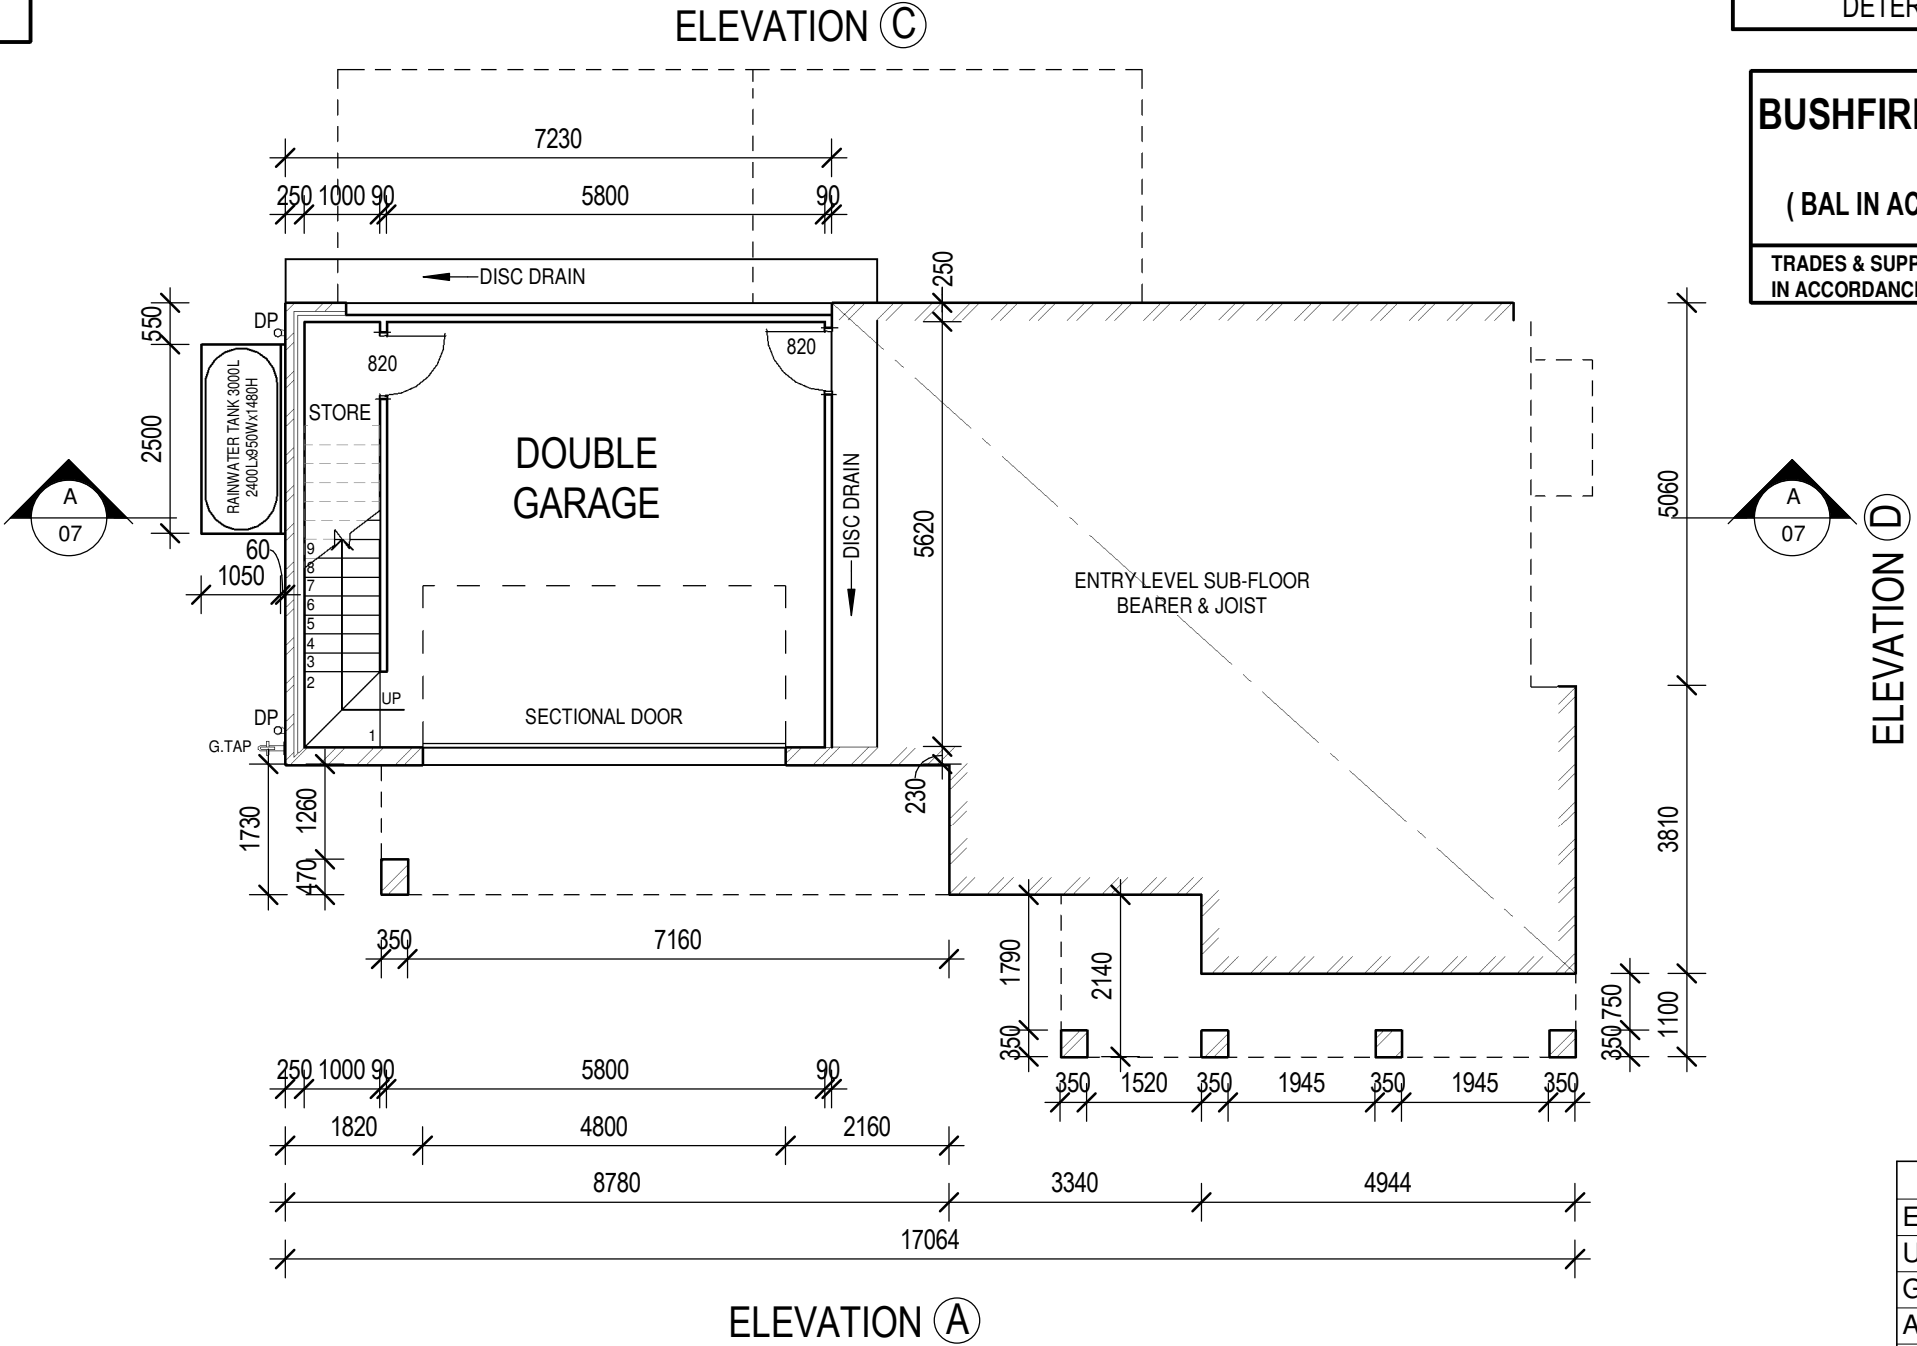 ELEVATION C
DETER
BUSHFIR
( BAL IN AC
TRADES & SUPP
IN ACCORDANC
7230
250 1000 90 5800 90
DISC DRAIN
250
550
DP
820
820
RAINWATER TANK 3000L
2400Lx950Wx1480H
2500
STORE
DOUBLE
GARAGE
DISC DRAIN
5620
5060
A
07
A
07
ELEVATION D
ENTRY LEVEL SUB-FLOOR
BEARER & JOIST
60
1050
9
8
7
6
5
4
3
2
UP
1
SECTIONAL DOOR
DP
G.TAP
230
1730
1260
470
3810
350 7160
1790
2140
350
750
350
1100
250 1000 90 5800 90
350 1520 350 1945 350 1945 350
1820 4800 2160
8780 3340 4944
17064
E
U
G
A
ELEVATION A